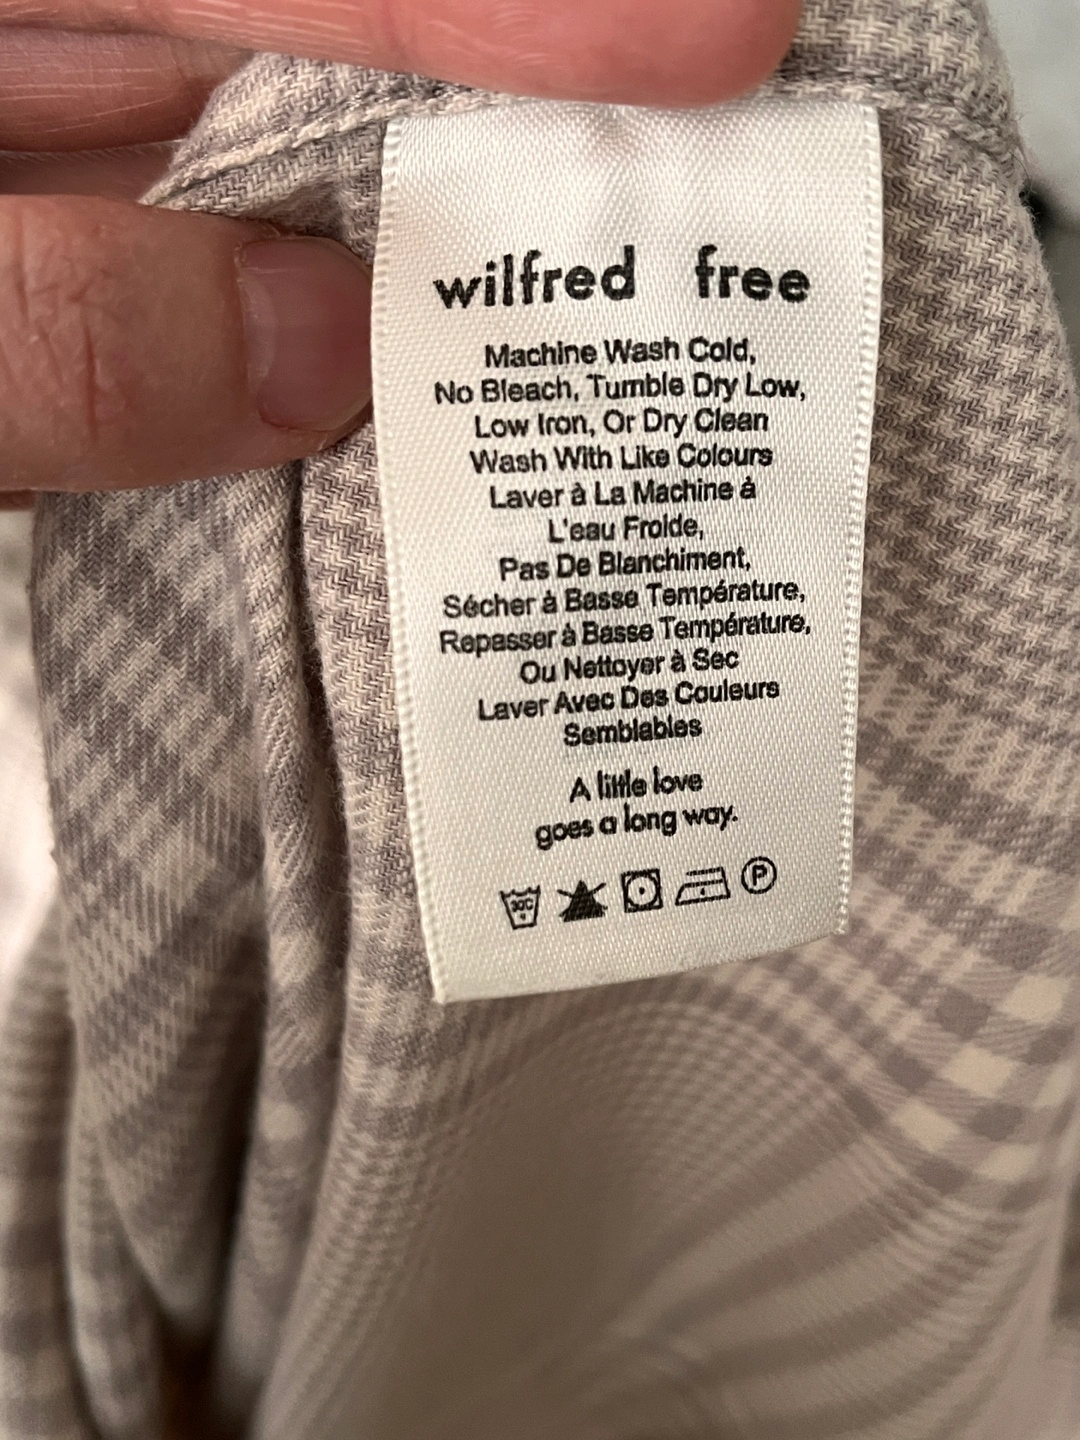 wilfred free
Machine Wash Cold,
No Bleach, Tumble Dry Low,
Low Iron, Or Dry Clean
Wash With Like Colours
Laver à La Machine à
L'eau Froide,
Pas De Blanchiment,
Sécher à Basse Température,
Repasser à Basse Température,
Ou Nettoyer à Sec
Laver Avec Des Couleurs
Semblables
A little love
goes a long way.
30C P